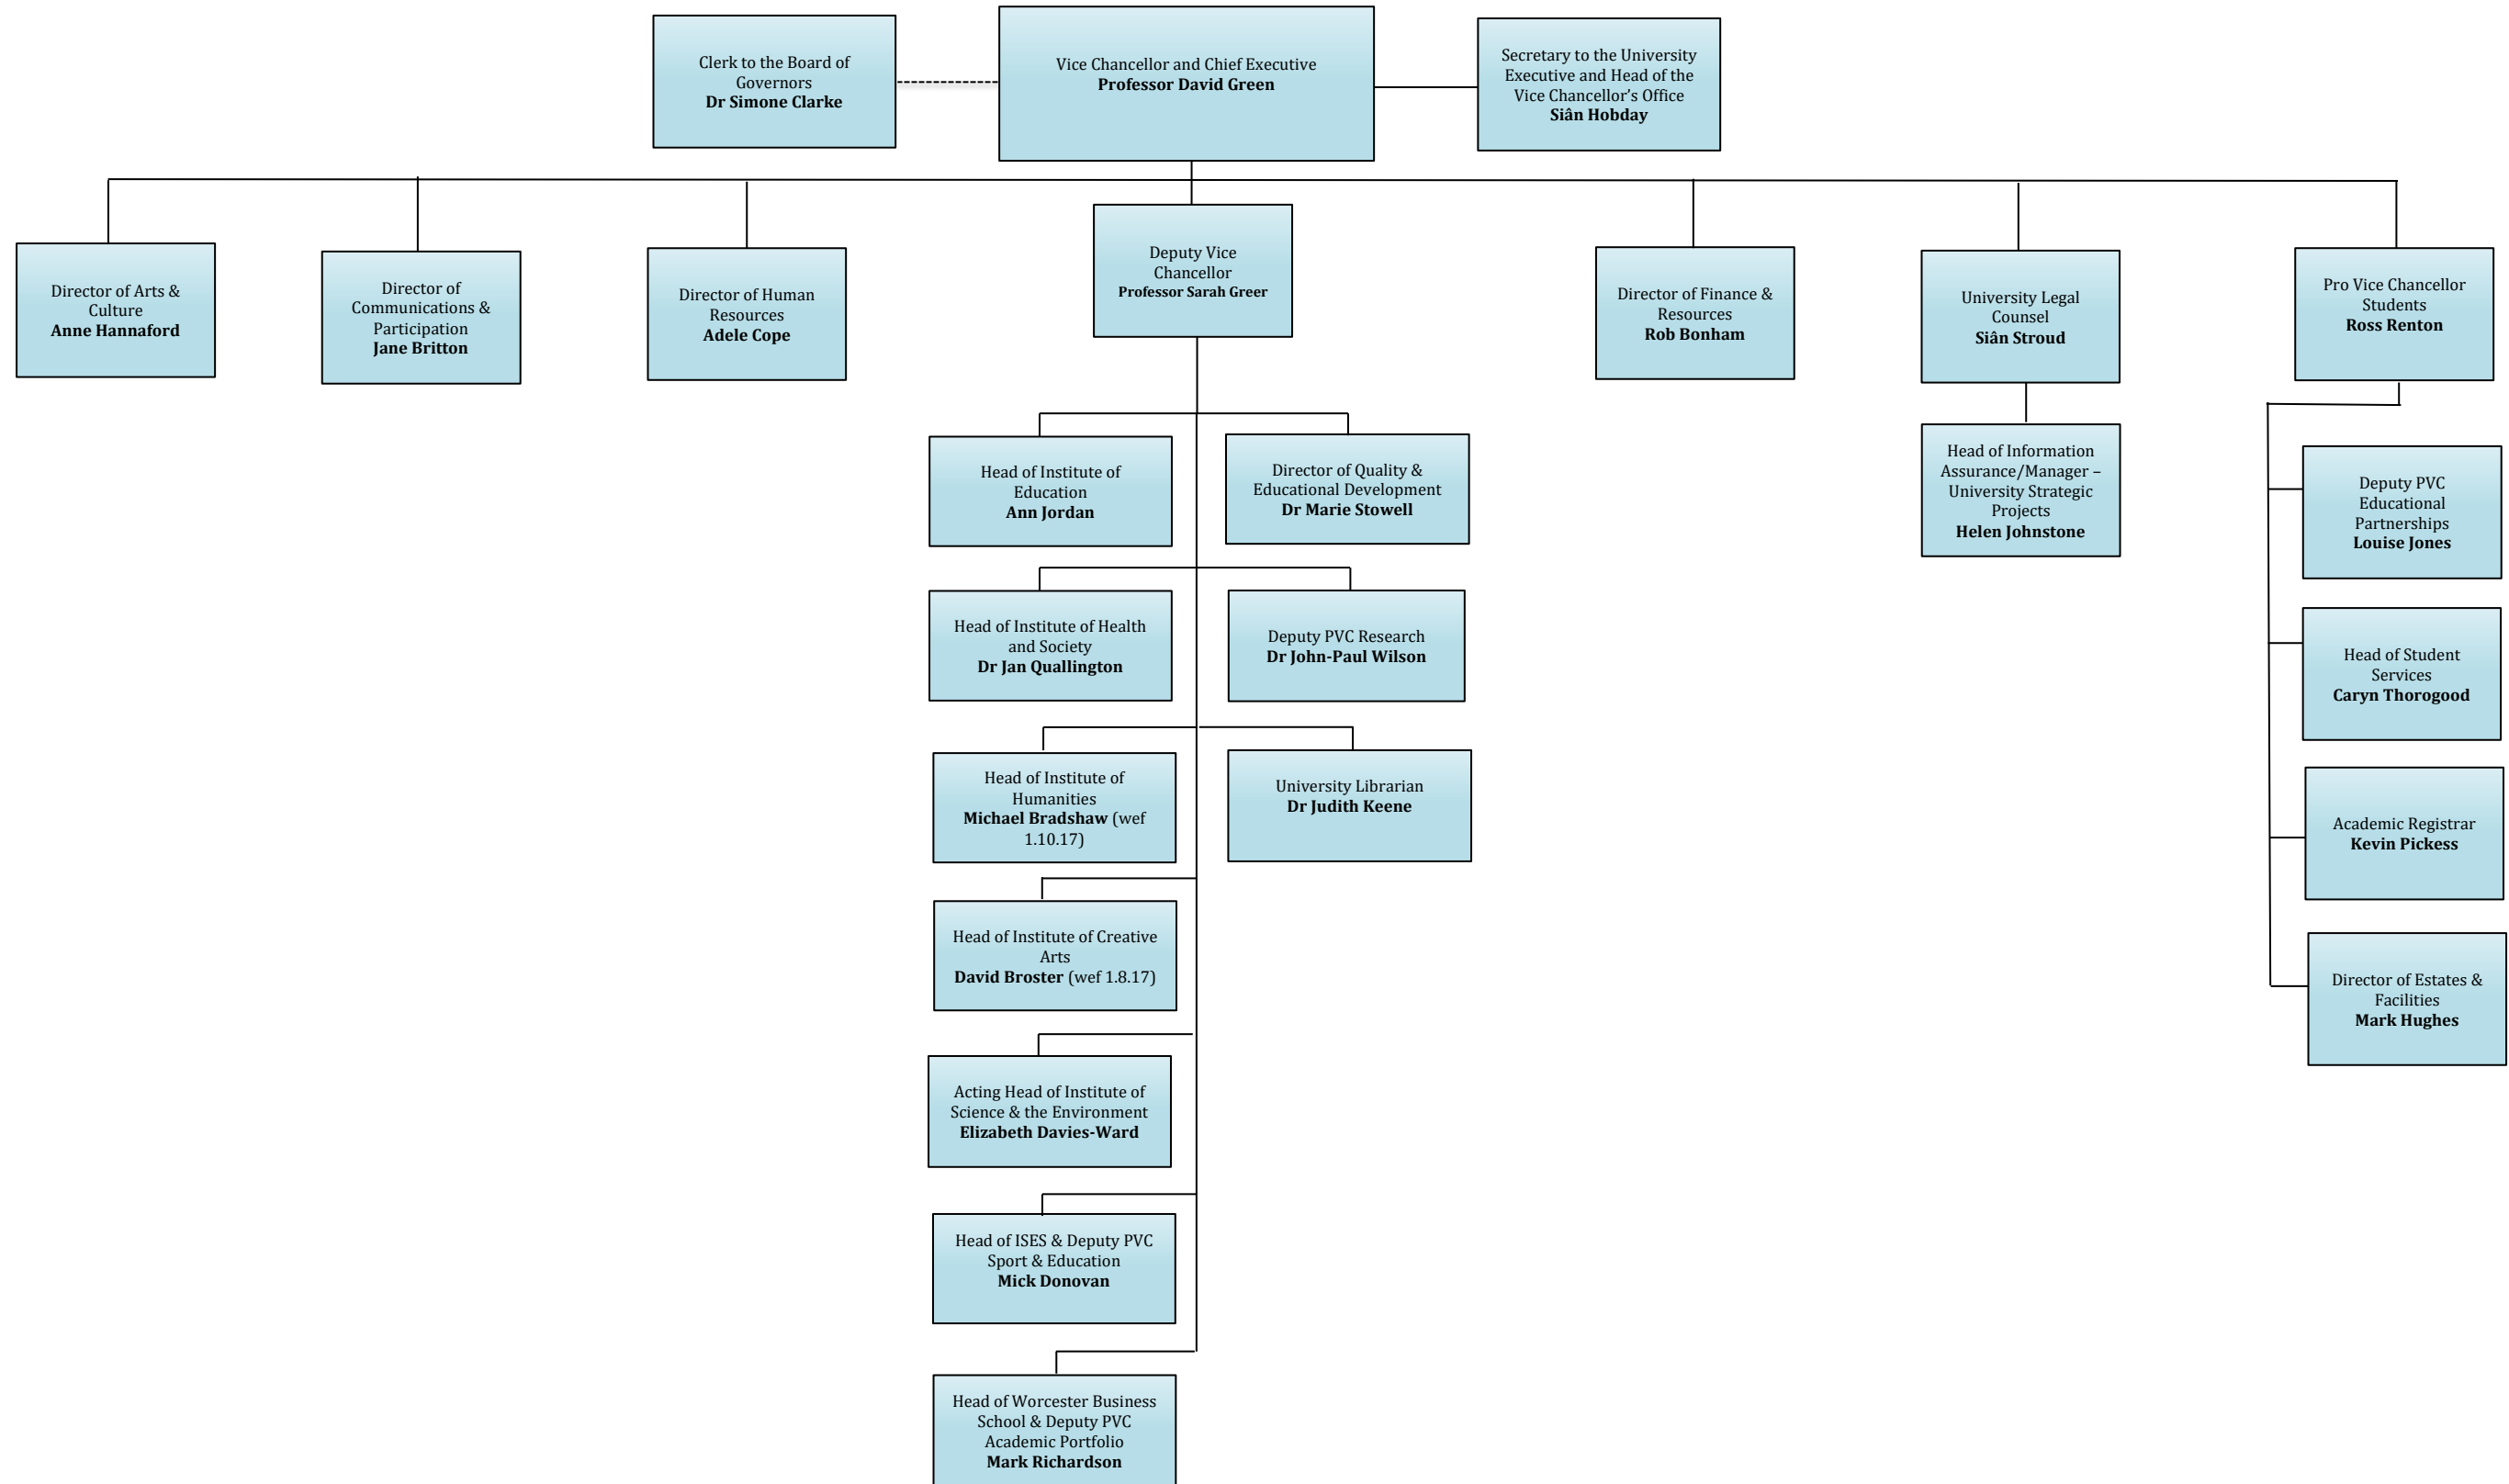 Clerk to the Board of
Governors
Dr Simone Clarke
Vice Chancellor and Chief Executive
Professor David Green
Secretary to the University
Executive and Head of the
Vice Chancellor’s Office
Siân Hobday
Director of Arts &
Culture
Anne Hannaford
Director of
Communications &
Participation
Jane Britton
Director of Human
Resources
Adele Cope
Deputy Vice
Chancellor
Professor Sarah Greer
Director of Finance &
Resources
Rob Bonham
University Legal
Counsel
Siân Stroud
Pro Vice Chancellor
Students
Ross Renton
Head of Institute of
Education
Ann Jordan
Director of Quality &
Educational Development
Dr Marie Stowell
Head of Information
Assurance/Manager –
University Strategic
Projects
Helen Johnstone
Deputy PVC
Educational
Partnerships
Louise Jones
Head of Institute of Health
and Society
Dr Jan Quallington
Deputy PVC Research
Dr John-Paul Wilson
Head of Student
Services
Caryn Thorogood
Head of Institute of
Humanities
Michael Bradshaw (wef
1.10.17)
University Librarian
Dr Judith Keene
Academic Registrar
Kevin Pickess
Head of Institute of Creative
Arts
David Broster (wef 1.8.17)
Director of Estates &
Facilities
Mark Hughes
Acting Head of Institute of
Science & the Environment
Elizabeth Davies-Ward
Head of ISES & Deputy PVC
Sport & Education
Mick Donovan
Head of Worcester Business
School & Deputy PVC
Academic Portfolio
Mark Richardson